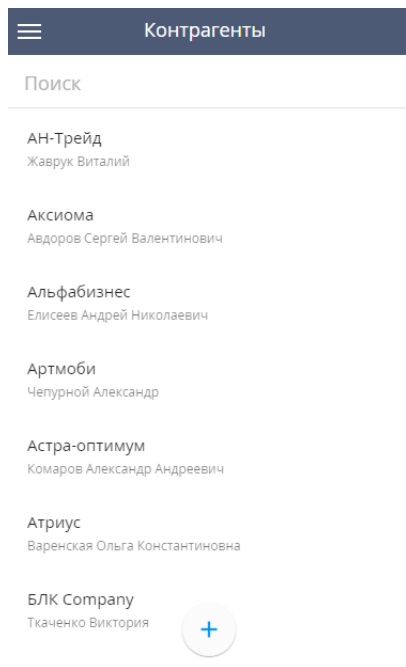 Контрагенты
Поиск
АН-Трейд
Жаврук Виталий
Аксиома
Авдоров Сергей Валентинович
Альфабизнес
Елисеев Андрей Николаевич
Артмоби
Чепурной Александр
Астра-оптимум
Комаров Александр Андреевич
Атриус
Варенская Ольга Константиновна
БЛК Company
Ткаченко Виктория